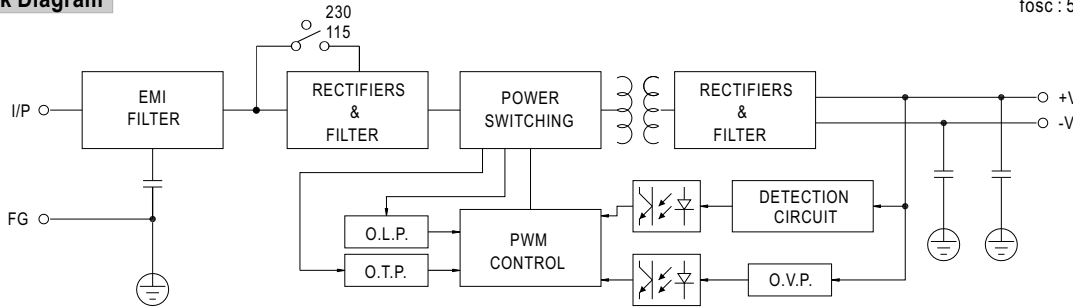 k Diagram
fosc : 5
230
115
I/P
EMI
FILTER
RECTIFIERS
&
FILTER
POWER
SWITCHING
RECTIFIERS
&
FILTER
+V
-V
FG
O.L.P.
O.T.P.
PWM
CONTROL
DETECTION
CIRCUIT
O.V.P.